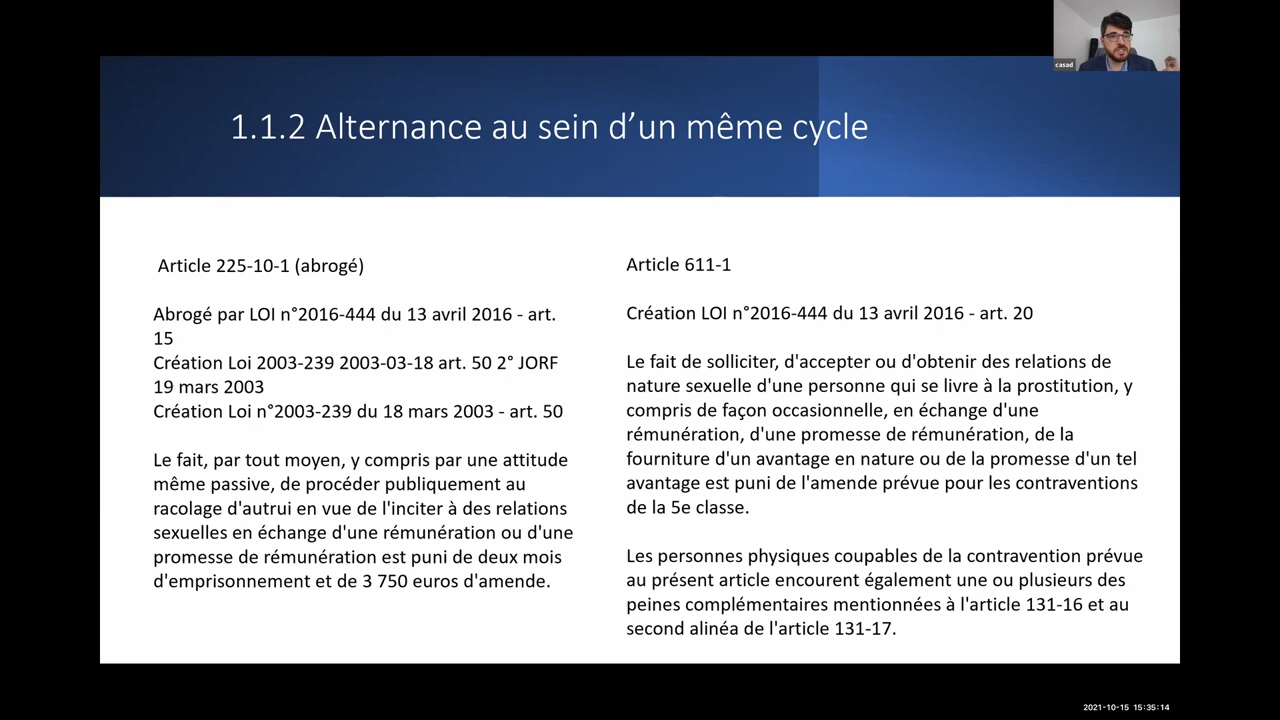 casad
1.1.2 Alternance au sein d’un même cycle
Article 225-10-1 (abrogé)
Abrogé par LOI n°2016-444 du 13 avril 2016 - art.
15
Création Loi 2003-239 2003-03-18 art. 50 2° JORF
19 mars 2003
Création Loi n°2003-239 du 18 mars 2003 - art. 50
Le fait, par tout moyen, y compris par une attitude
même passive, de procéder publiquement au
racolage d'autrui en vue de l'inciter à des relations
sexuelles en échange d'une rémunération ou d'une
promesse de rémunération est puni de deux mois
d'emprisonnement et de 3 750 euros d'amende.
Article 611-1
Création LOI n°2016-444 du 13 avril 2016 - art. 20
Le fait de solliciter, d'accepter ou d'obtenir des relations de
nature sexuelle d'une personne qui se livre à la prostitution, y
compris de façon occasionnelle, en échange d'une
rémunération, d'une promesse de rémunération, de la
fourniture d'un avantage en nature ou de la promesse d'un tel
avantage est puni de l'amende prévue pour les contraventions
de la 5e classe.
Les personnes physiques coupables de la contravention prévue
au présent article encourent également une ou plusieurs des
peines complémentaires mentionnées à l'article 131-16 et au
second alinéa de l'article 131-17.
2021-10-15 15:35:14